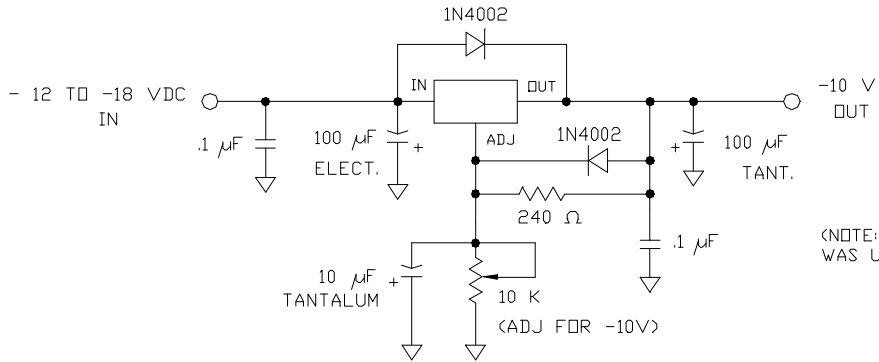 1N4002
- 12 TO -18 VDC
IN
IN
OUT
-10 V
OUT
.1 µF
100 µF
+
ELECT.
ADJ
1N4002
+
100 µF
TANT.
240 Ω
.1 µF
(NOTE:
WAS U
10 µF
+
TANTALUM
10 K
(ADJ FOR -10V)